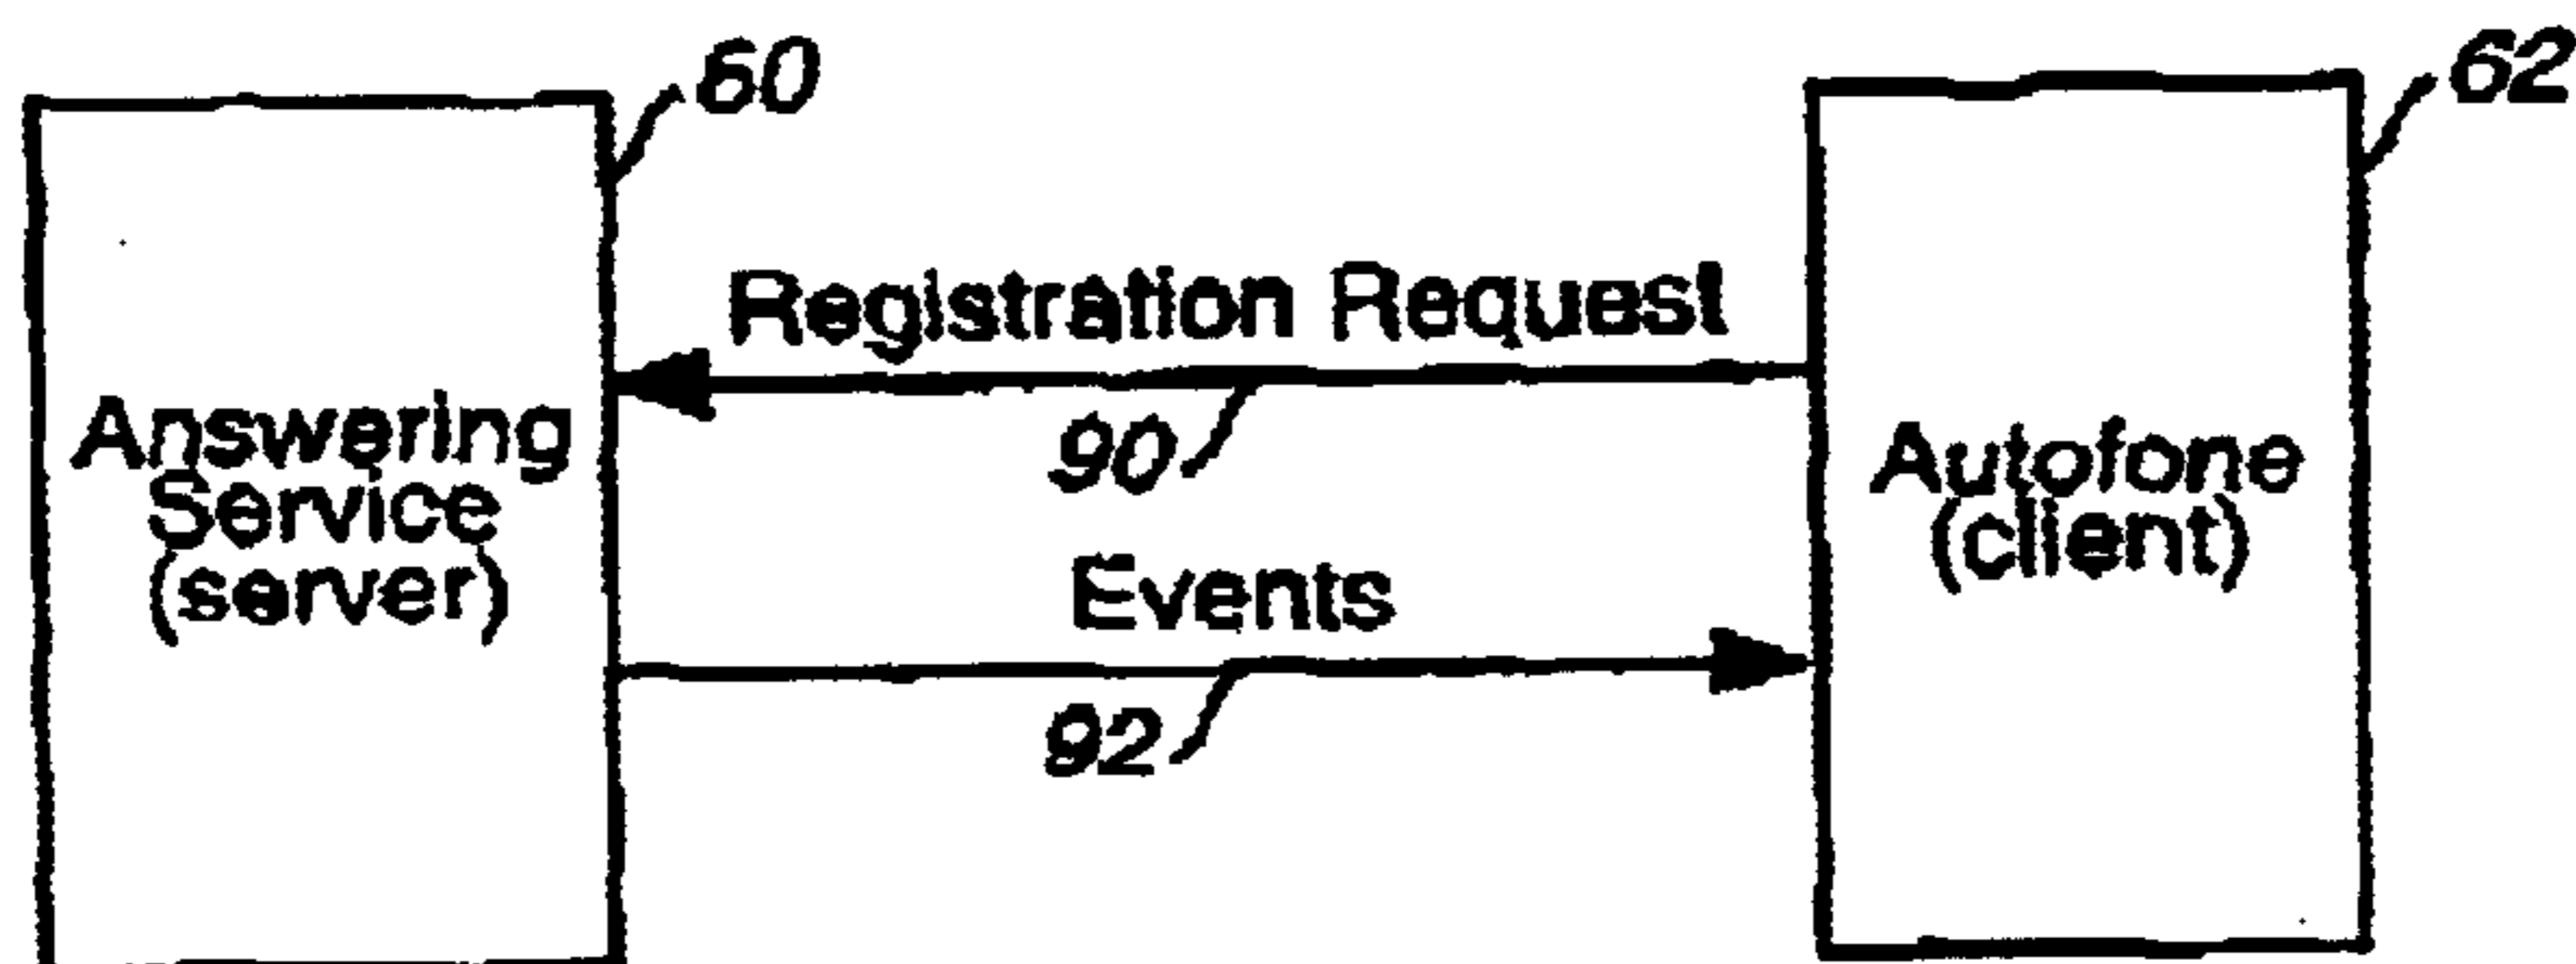 60
62
Registration Request
90
Answering
Service
(server)
Autofone
(client)
Events
92